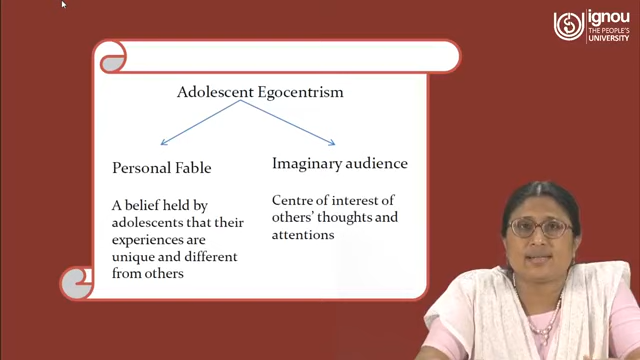 ignou
THE PEOPLE'S
UNIVERSITY
Adolescent Egocentrism
Personal Fable
A belief held by
adolescents that their
experiences are
unique and different
from others
Imaginary audience
Centre of interest of
others' thoughts and
attentions